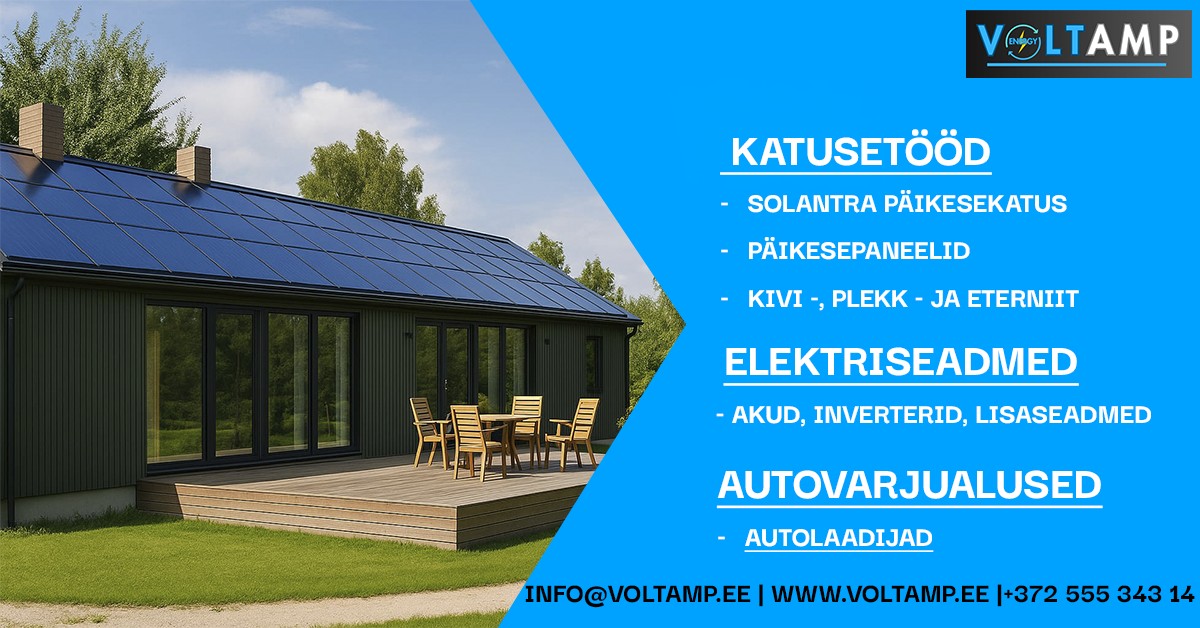 VOLTAMP
ENERGY
KATUSETÖÖD
- SOLANTRA PÄIKESEKATUS
- PÄIKESEPANEELID
- KIVI -, PLEKK - JA ETERNIIT
ELEKTRISEADMED
- AKUD, INVERTERID, LISASEADMED
AUTOVARJUALUSED
- AUTOLAADIJAD
INFO@VOLTAMP.EE | WWW.VOLTAMP.EE |+372 555 343 14